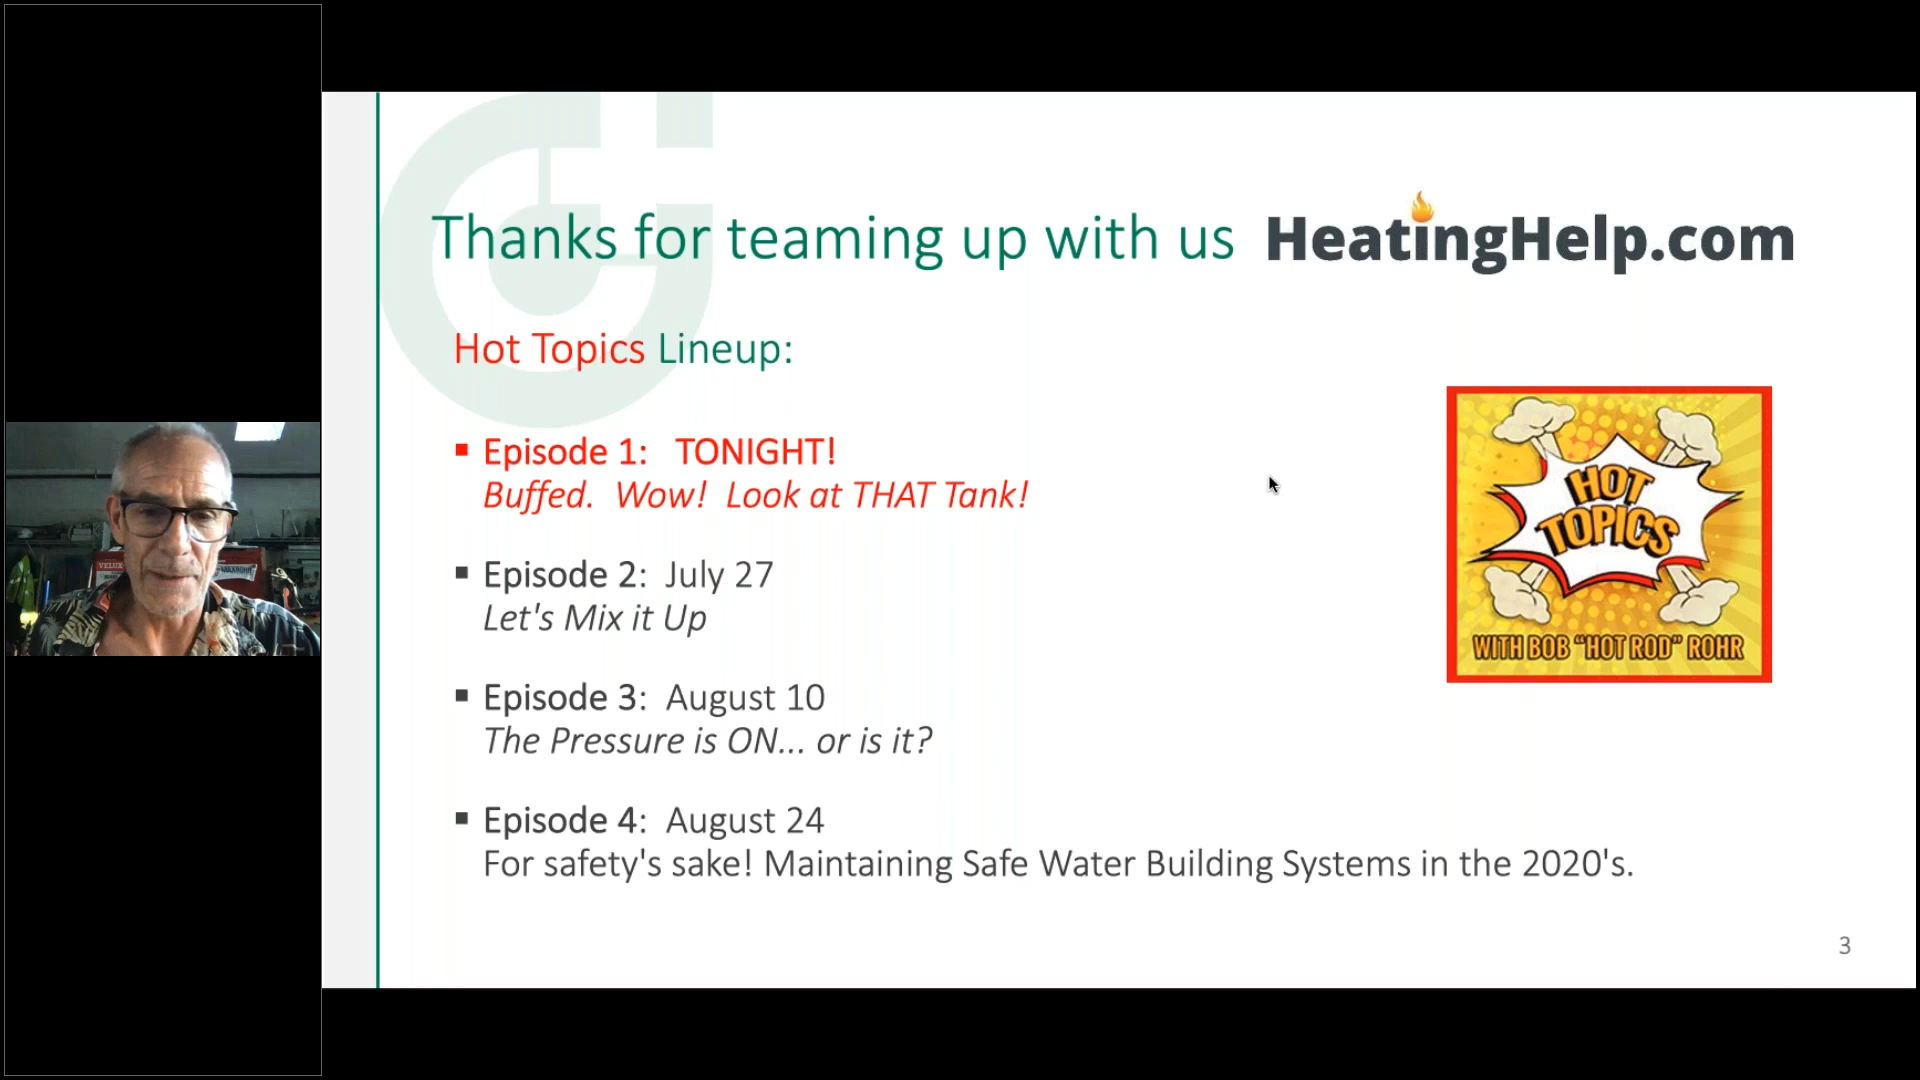 Thanks for teaming up with us HeatingHelp.com
Hot Topics Lineup:
Episode 1: TONIGHT!
Buffed. Wow! Look at THAT Tank!
Episode 2: July 27
Let's Mix it Up
Episode 3: August 10
The Pressure is ON... or is it?
Episode 4: August 24
For safety's sake! Maintaining Safe Water Building Systems in the 2020's.
HOT
TOPICS
WITH BOB "HOT ROD" ROHR
3
VELUX